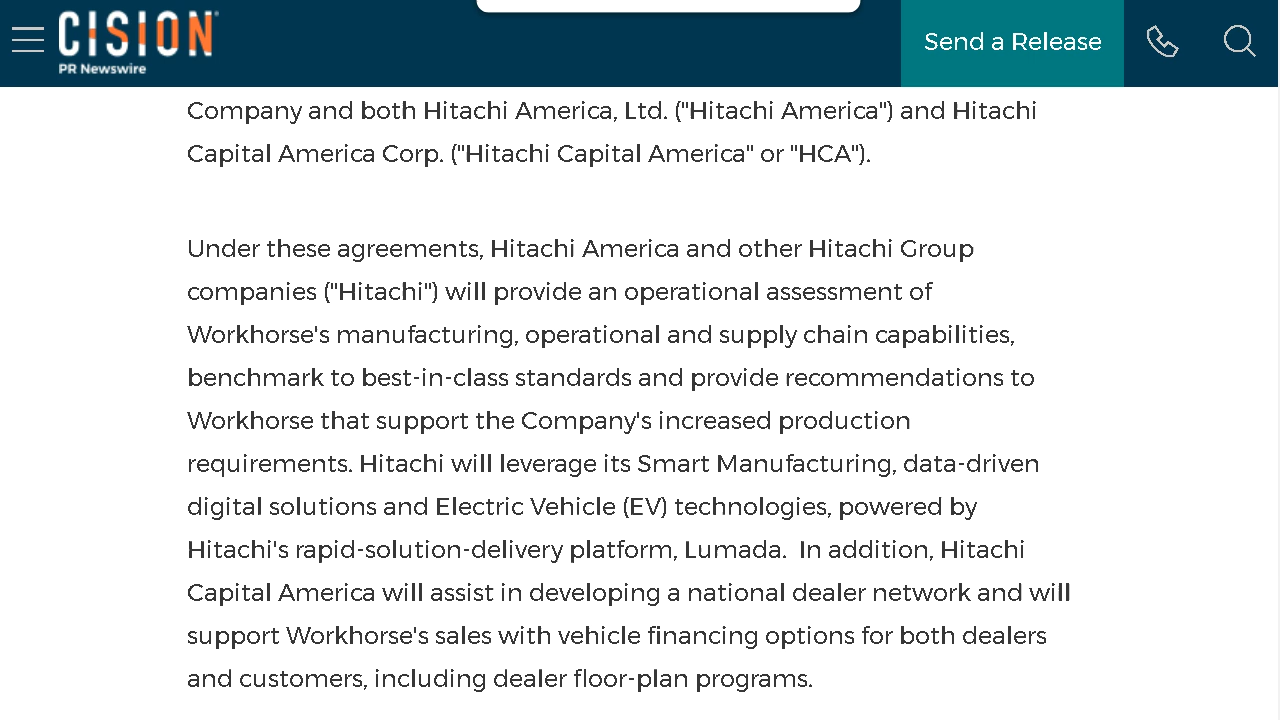 CISION®
PR Newswire
Send a Release
Company and both Hitachi America, Ltd. ("Hitachi America") and Hitachi
Capital America Corp. ("Hitachi Capital America" or "HCA").
Under these agreements, Hitachi America and other Hitachi Group
companies ("Hitachi") will provide an operational assessment of
Workhorse's manufacturing, operational and supply chain capabilities,
benchmark to best-in-class standards and provide recommendations to
Workhorse that support the Company's increased production
requirements. Hitachi will leverage its Smart Manufacturing, data-driven
digital solutions and Electric Vehicle (EV) technologies, powered by
Hitachi's rapid-solution-delivery platform, Lumada.  In addition, Hitachi
Capital America will assist in developing a national dealer network and will
support Workhorse's sales with vehicle financing options for both dealers
and customers, including dealer floor-plan programs.